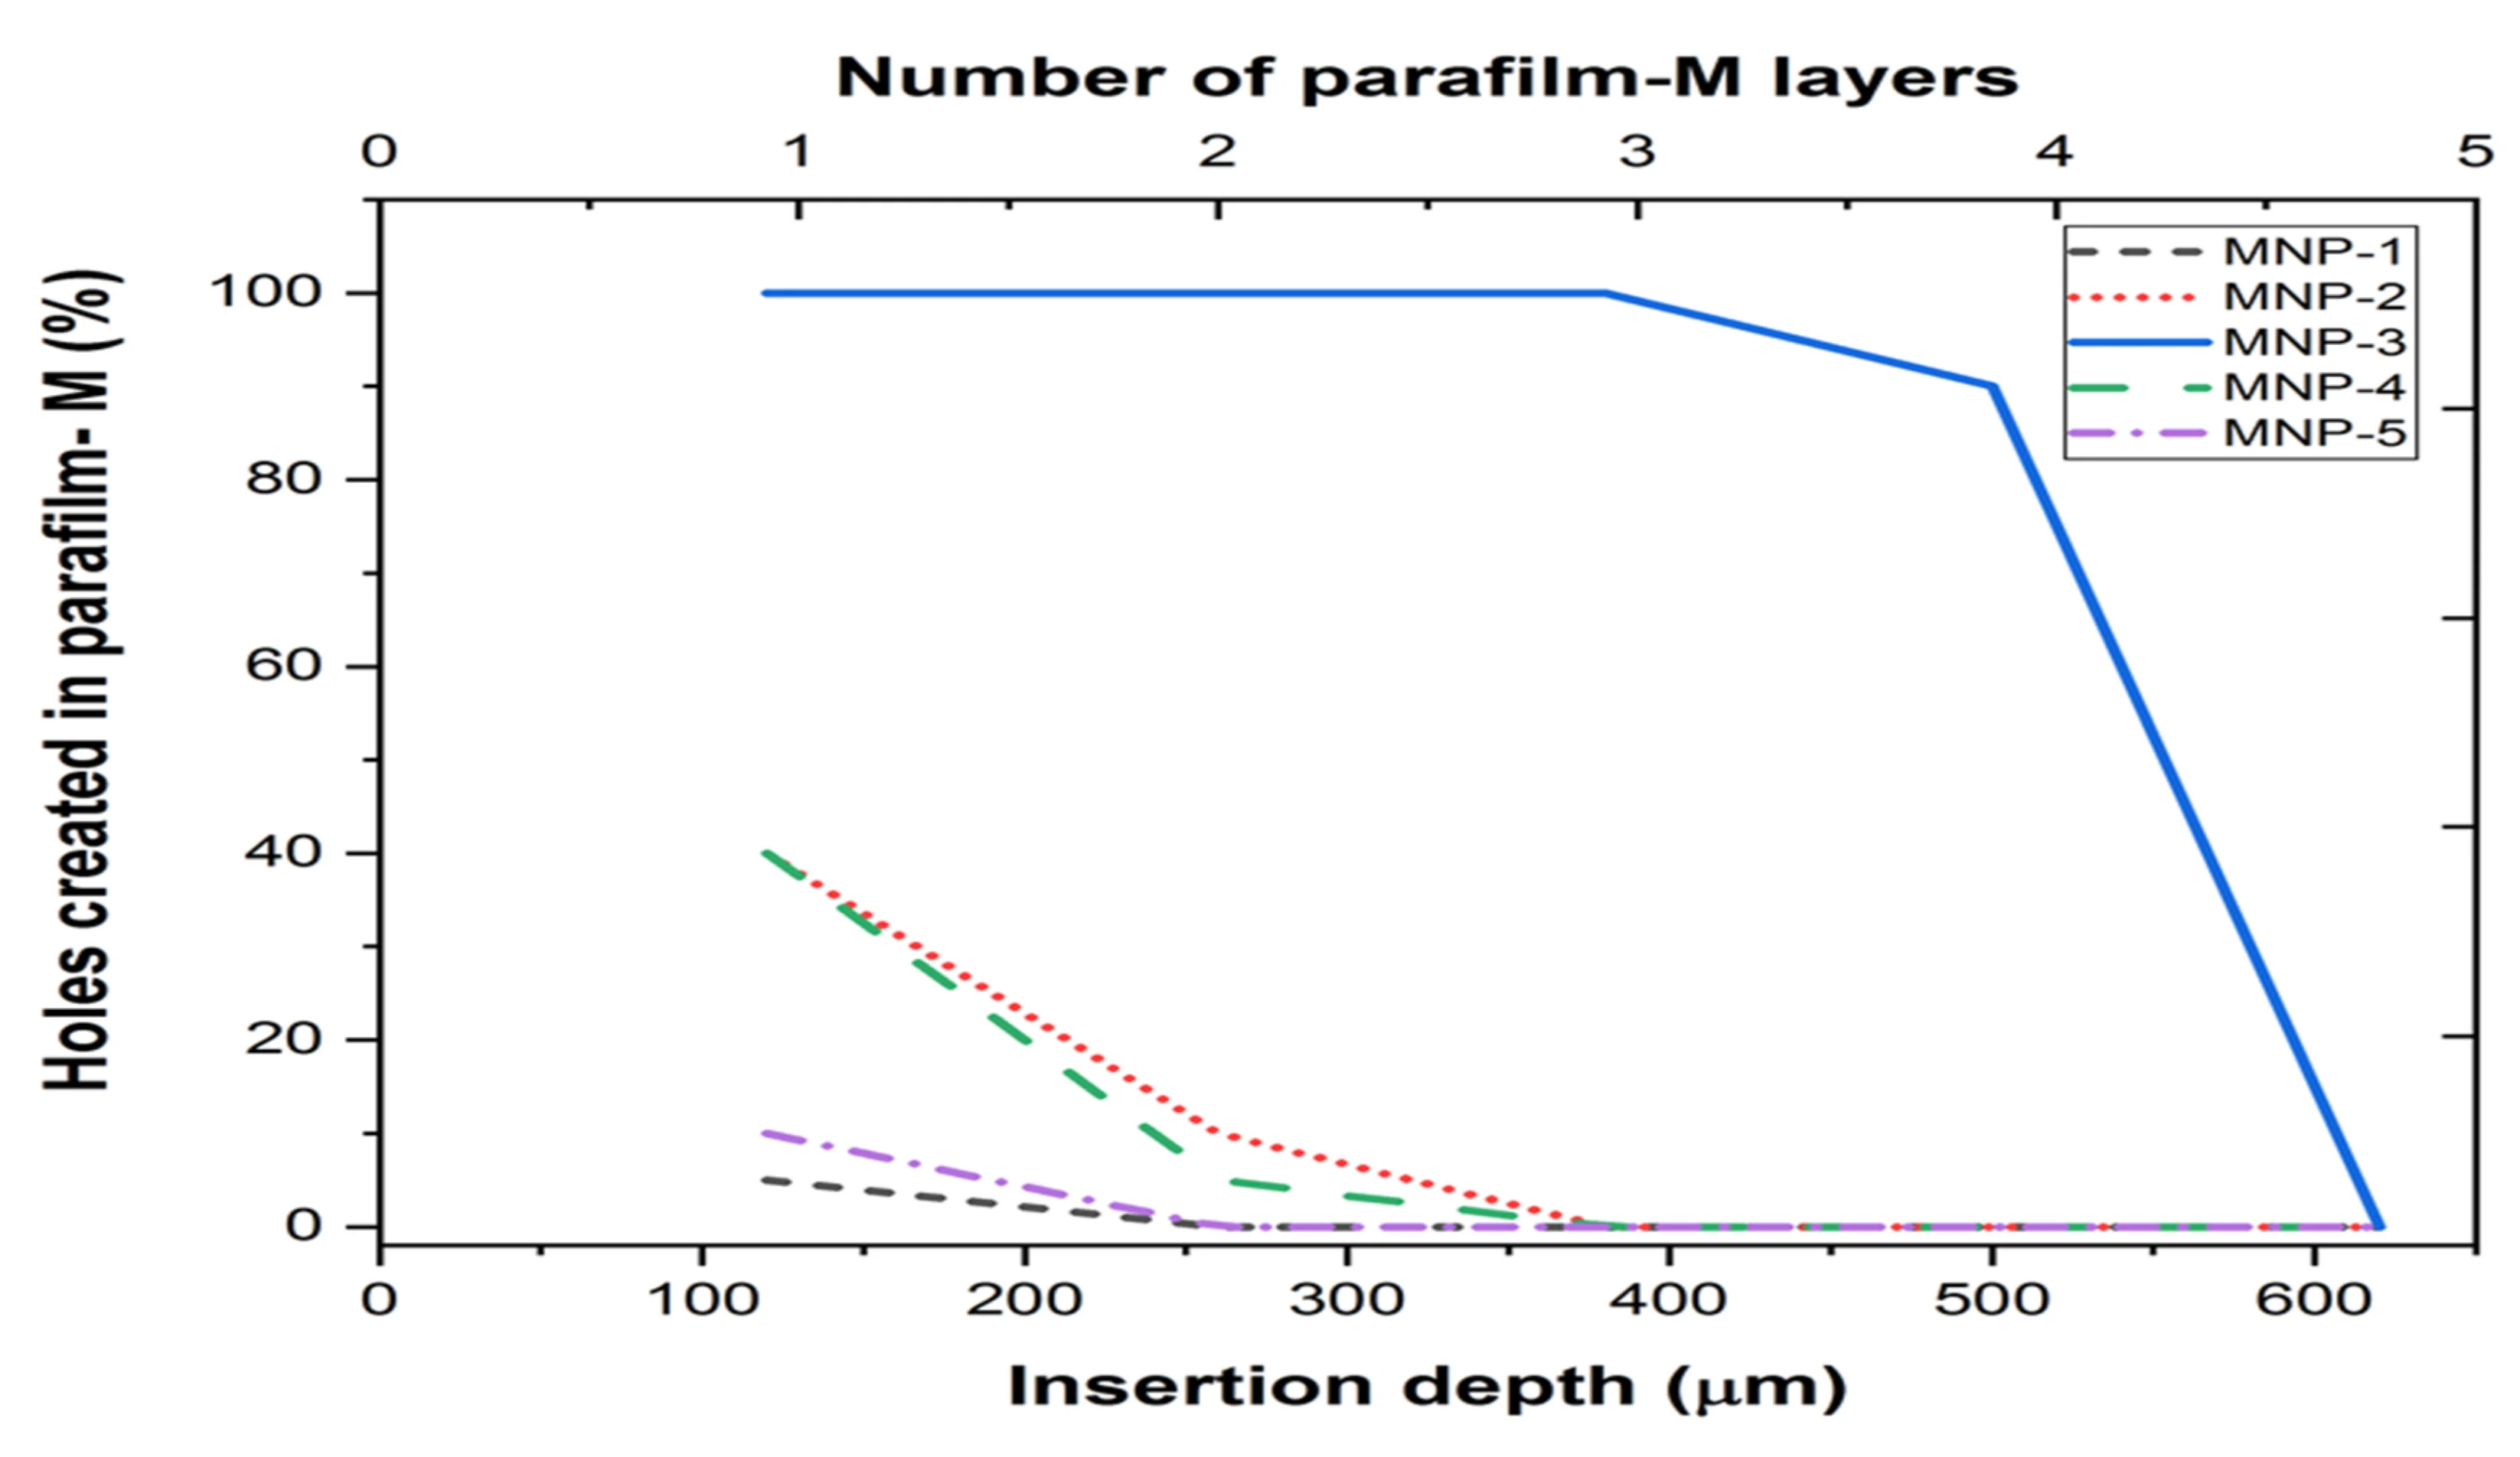 Number of parafilm-M layers
0 1 2 3 4 5
Holes created in parafilm- M (%)
100
80
60
40
20
0
MNP-1
MNP-2
MNP-3
MNP-4
MNP-5
0 100 200 300 400 500 600
Insertion depth (μm)